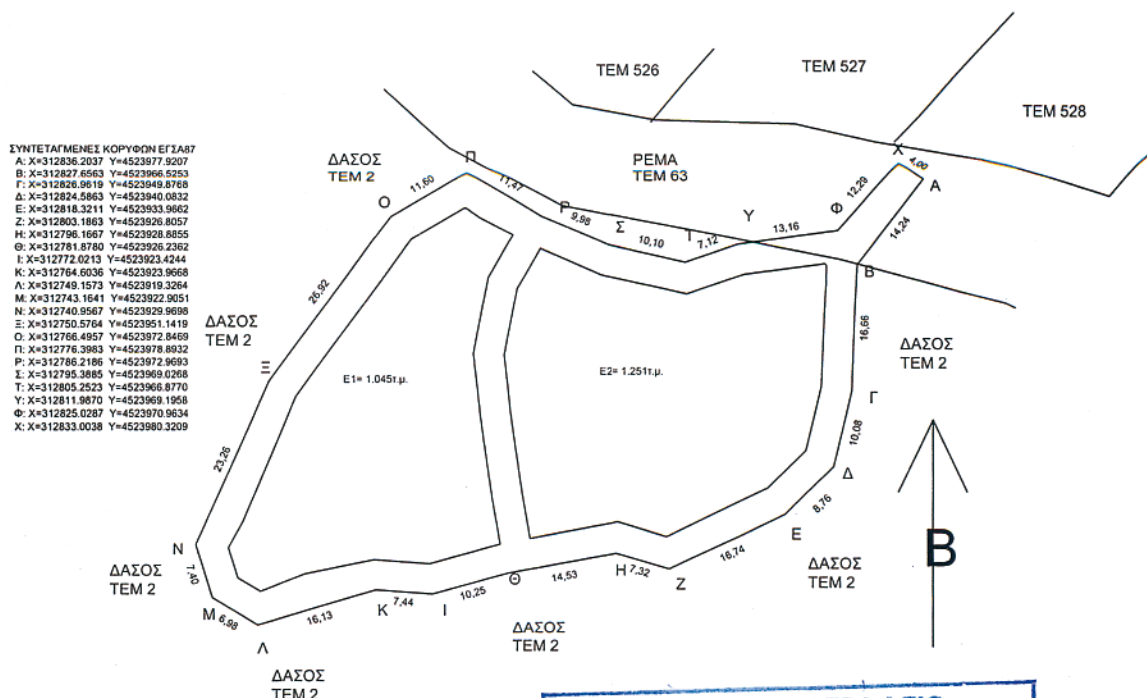 ΤΕΜ 526
ΤΕΜ 527
ΤΕΜ 528
ΣΥΝΤΕΤΑΓΜΕΝΕΣ ΚΟΡΥΦΩΝ ΕΓΣΑ87
Α: X=312836.2037 Y=4523977.9207
Β: X=312827.6563 Y=4523966.5253
Γ: X=312826.9619 Y=4523949.8768
Δ: X=312824.5863 Y=4523940.0832
Ε: X=312818.3211 Y=4523933.9662
Ζ: X=312803.1863 Y=4523926.8057
Η: X=312796.1667 Y=4523928.8855
Θ: X=312781.8780 Y=4523926.2362
Ι: X=312772.0213 Y=4523923.4244
Κ: X=312764.6036 Y=4523923.9668
Λ: X=312749.1573 Y=4523919.3264
Μ: X=312743.1641 Y=4523922.9051
Ν: X=312740.9567 Y=4523929.9698
Ξ: X=312750.5764 Y=4523951.1419
Ο: X=312766.4957 Y=4523972.8469
Π: X=312776.3983 Y=4523978.8932
Ρ: X=312786.2186 Y=4523972.9693
Σ: X=312795.3885 Y=4523969.0268
Τ: X=312805.2523 Y=4523966.8770
Υ: X=312811.9870 Y=4523969.1958
Φ: X=312825.0287 Y=4523970.9634
Χ: X=312833.0038 Y=4523980.3209
ΔΑΣΟΣ
ΤΕΜ 2
Π
ΡΕΜΑ
ΤΕΜ 63
Χ
4,00
Α
11,60
11,47
12,29
Ο
Ρ
9,98
Σ
10,10
Τ
7,12
Υ
13,16
Φ
14,24
Β
26,92
ΔΑΣΟΣ
ΤΕΜ 2
16,66
ΔΑΣΟΣ
ΤΕΜ 2
Ξ
Ε1= 1.045τ.μ.
Ε2= 1.251τ.μ.
Γ
23,26
10,08
Δ
8,76
Ε
Ν
7,40
ΔΑΣΟΣ
ΤΕΜ 2
Μ
6,98
Λ
16,13
Κ
7,44
Ι
10,25
Θ
14,53
Η
7,32
Ζ
16,74
ΔΑΣΟΣ
ΤΕΜ 2
Β
ΔΑΣΟΣ
ΤΕΜ 2
ΔΑΣΟΣ
ΤΕΜ 2